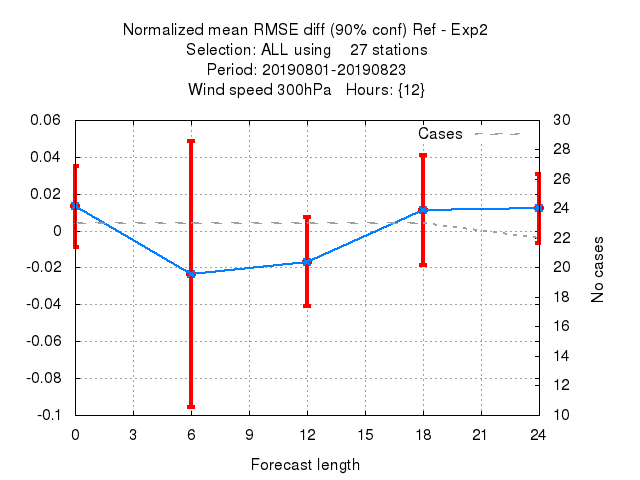 Normalized mean RMSE diff (90% conf) Ref - Exp2
Selection: ALL using    27 stations
Period: 20190801-20190823
Wind speed 300hPa   Hours: {12}
Cases
0.06
0.04
0.02
0
-0.02
-0.04
-0.06
-0.08
-0.1
30
28
26
24
22
20
18
16
14
12
10
No cases
0 3 6 9 12 15 18 21 24
Forecast length